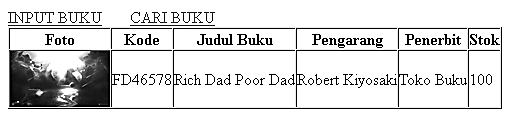 INPUT BUKU CARI BUKU
Foto Kode Judul Buku Pengarang Penerbit Stok
FD46578 Rich Dad Poor Dad Robert Kiyosaki Toko Buku 100